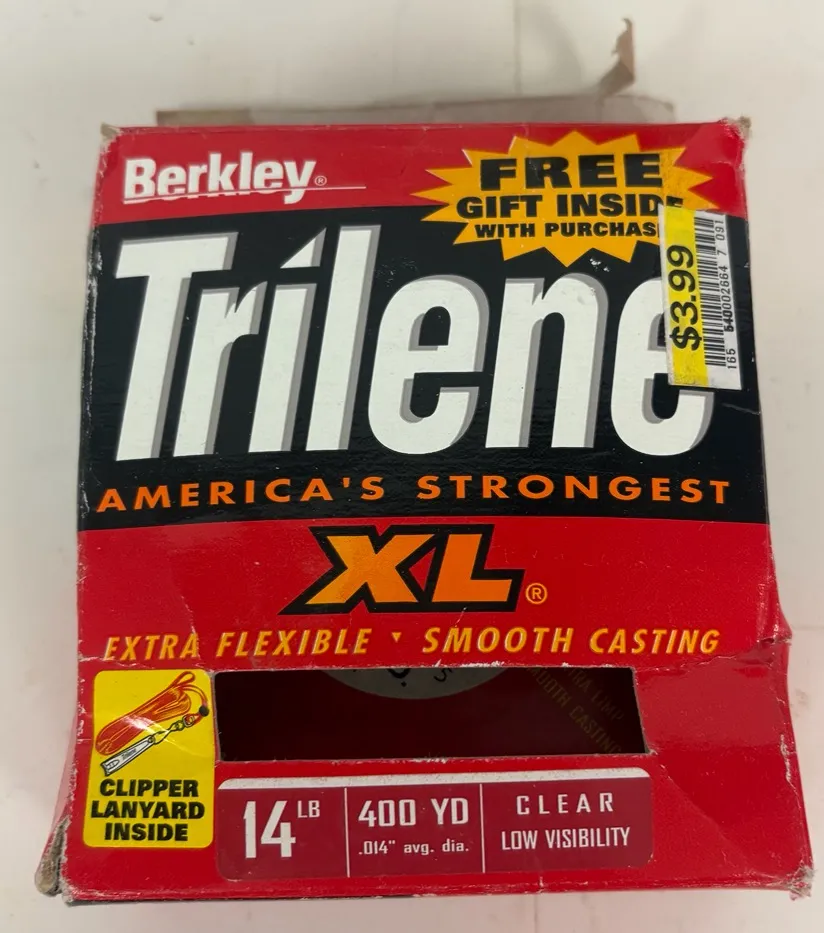 Berkley®
FREE
GIFT INSIDE
WITH PURCHAS
$3.99
Trilene
AMERICA'S STRONGEST
XL®
EXTRA FLEXIBLE ▾ SMOOTH CASTING
CLIPPER
LANYARD
INSIDE
14 LB
400 YD
.014" avg. dia.
CLEAR
LOW VISIBILITY